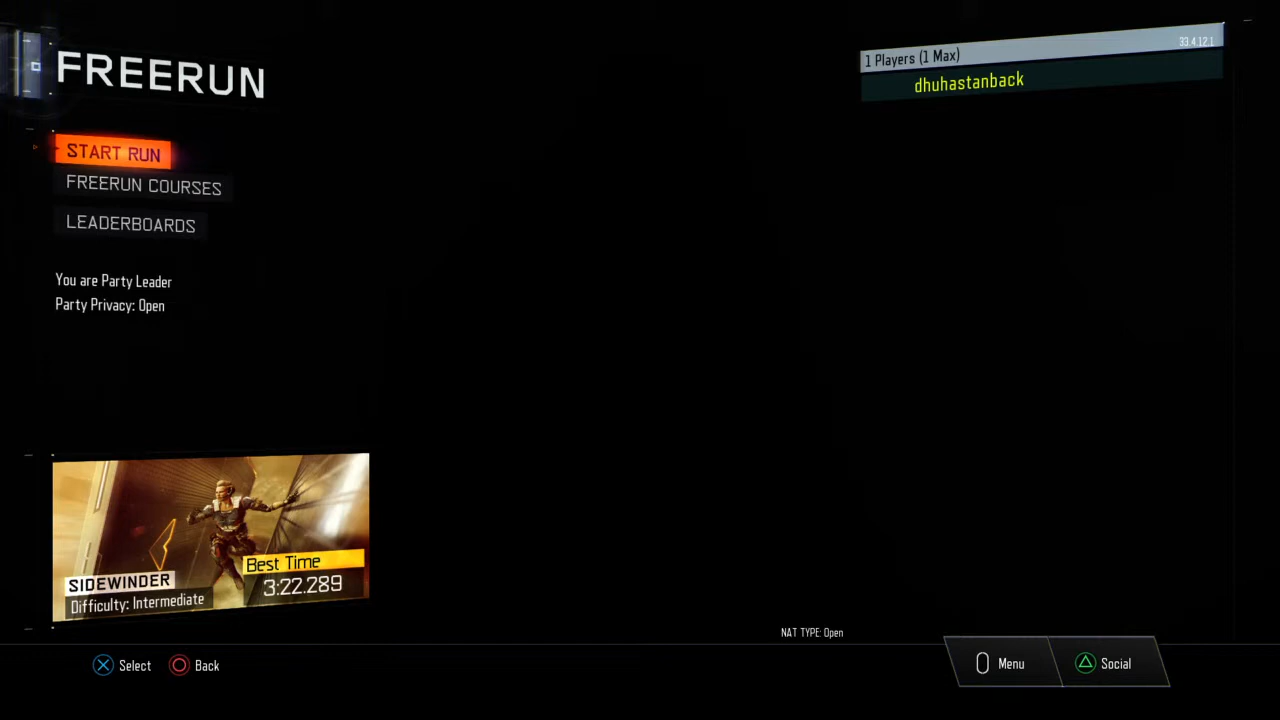 FREERUN
1 Players (1 Max)
33.4.12.1
dhuhastanback
START RUN
FREERUN COURSES
LEADERBOARDS
You are Party Leader
Party Privacy: Open
Best Time
3:22.289
SIDEWINDER
Difficulty: Intermediate
NAT TYPE: Open
Select
Back
Menu
Social